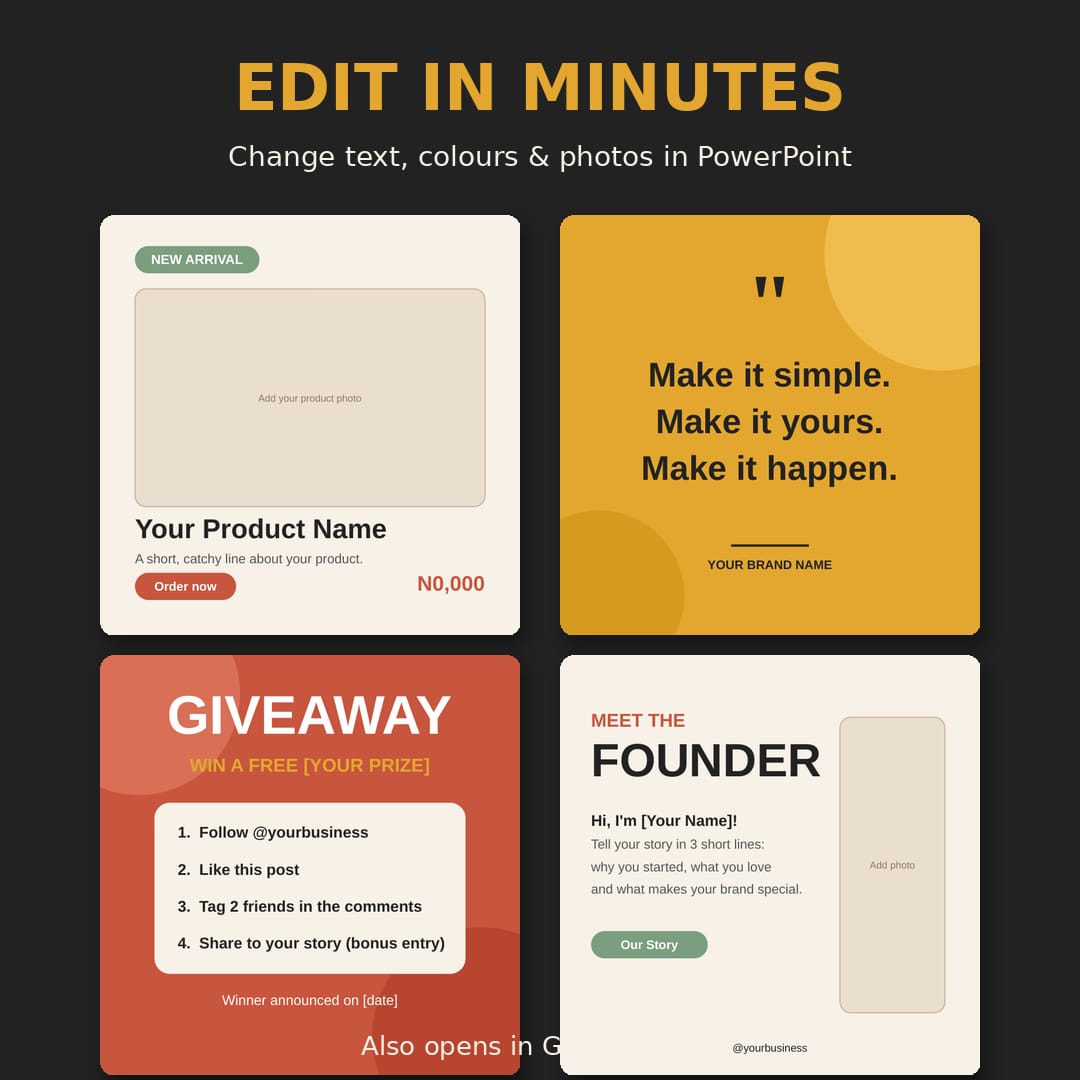 EDIT IN MINUTES
Change text, colours & photos in PowerPoint
NEW ARRIVAL
Add your product photo
Your Product Name
A short, catchy line about your product.
Order now
N0,000
"
Make it simple.
Make it yours.
Make it happen.
YOUR BRAND NAME
GIVEAWAY
WIN A FREE [YOUR PRIZE]
1. Follow @yourbusiness
2. Like this post
3. Tag 2 friends in the comments
4. Share to your story (bonus entry)
Winner announced on [date]
MEET THE
FOUNDER
Hi, I'm [Your Name]!
Tell your story in 3 short lines:
why you started, what you love
and what makes your brand special.
Add photo
Our Story
@yourbusiness
Also opens in